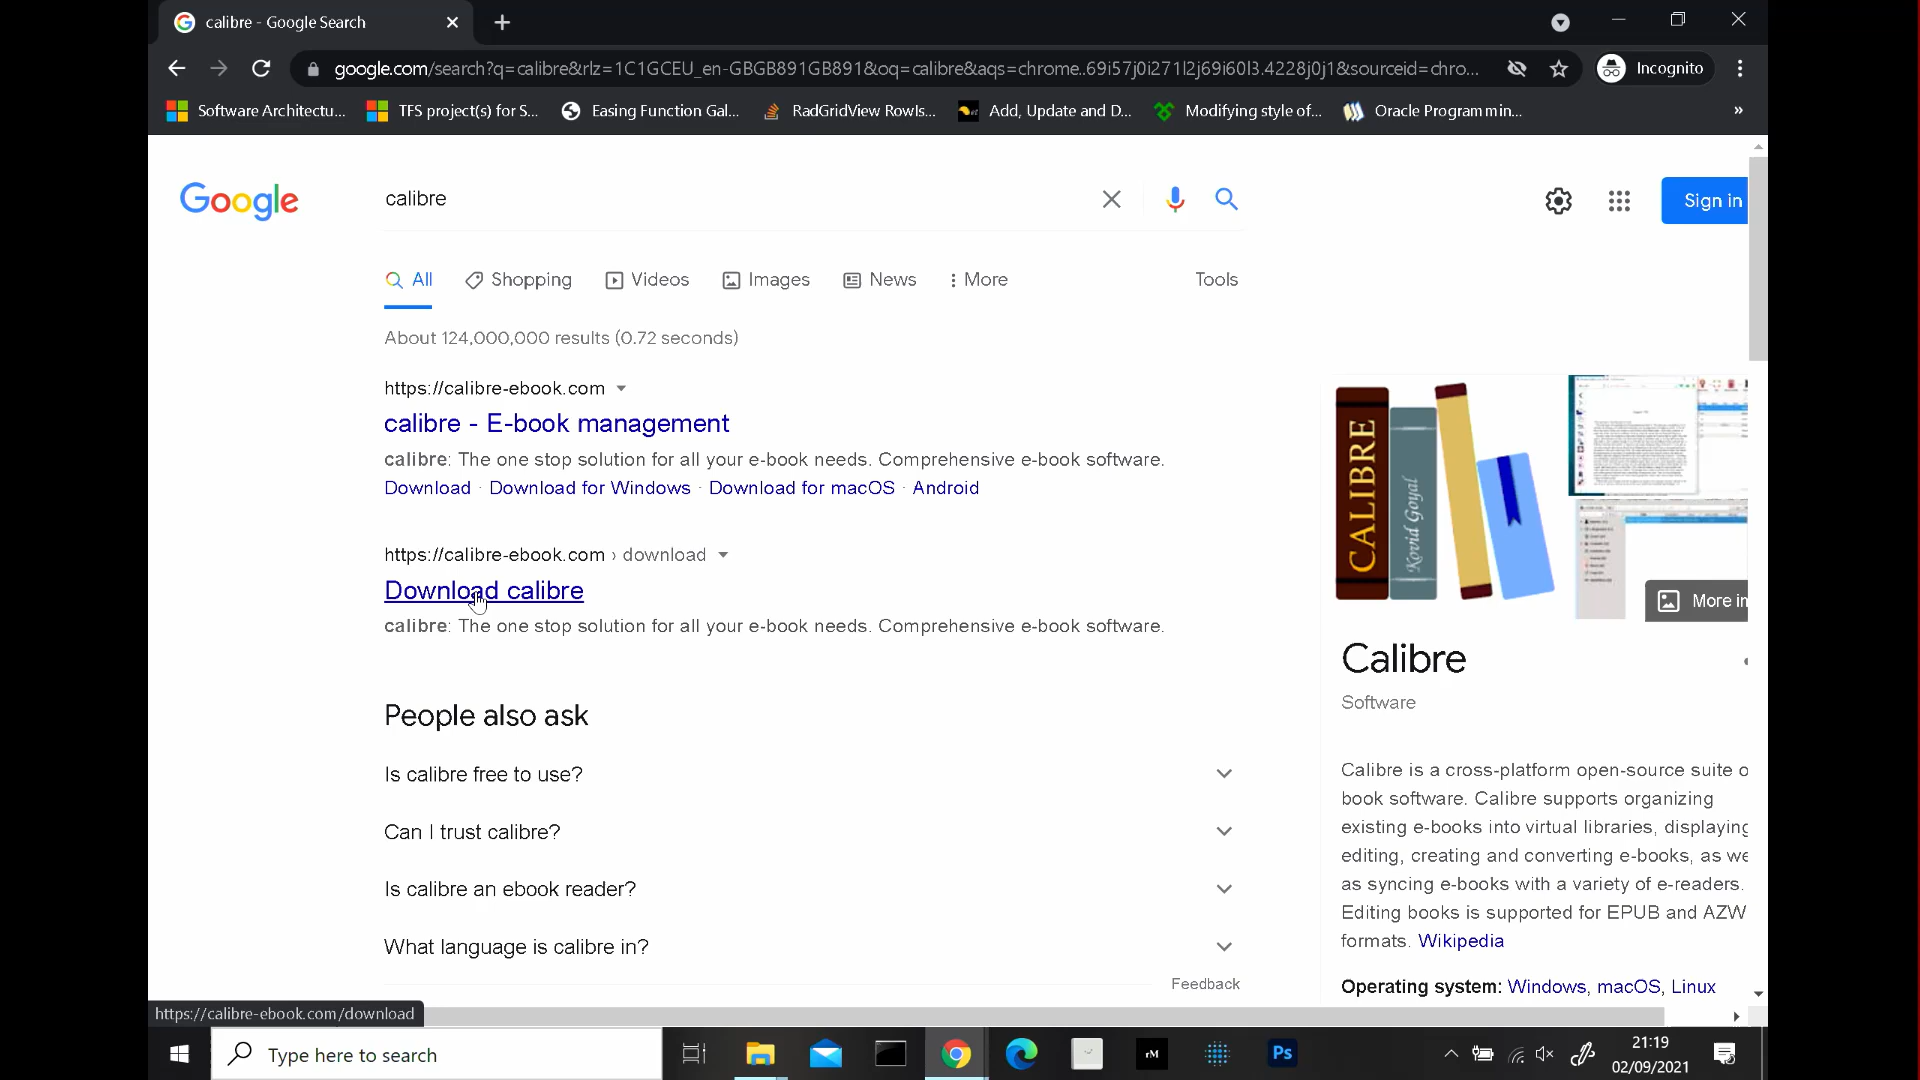 calibre - Google Search
google.com/search?q=calibre&rlz=1C1GCEU_en-GBGB891GB891&oq=calibre&aqs=chrome..69i57j0i271l2j69i60l3.4228j0j1&sourceid=chro...
Incognito
Software Architectu...
TFS project(s) for S...
Easing Function Gal...
RadGridView RowIs...
Add, Update and D...
Modifying style of...
Oracle Programmin...
»
Google
calibre
Sign in
All
Shopping
Videos
Images
News
More
Tools
About 124,000,000 results (0.72 seconds)
https://calibre-ebook.com
calibre - E-book management
calibre: The one stop solution for all your e-book needs. Comprehensive e-book software.
Download · Download for Windows · Download for macOS · Android
https://calibre-ebook.com › download
Download calibre
calibre: The one stop solution for all your e-book needs. Comprehensive e-book software.
People also ask
Is calibre free to use?
Can I trust calibre?
Is calibre an ebook reader?
What language is calibre in?
Feedback
CALIBRE
Kovid Goyal
More in
Calibre
Software
Calibre is a cross-platform open-source suite o
book software. Calibre supports organizing
existing e-books into virtual libraries, displaying
editing, creating and converting e-books, as we
as syncing e-books with a variety of e-readers.
Editing books is supported for EPUB and AZW
formats. Wikipedia
Operating system: Windows, macOS, Linux
https://calibre-ebook.com/download
Type here to search
rM
Ps
21:19
02/09/2021